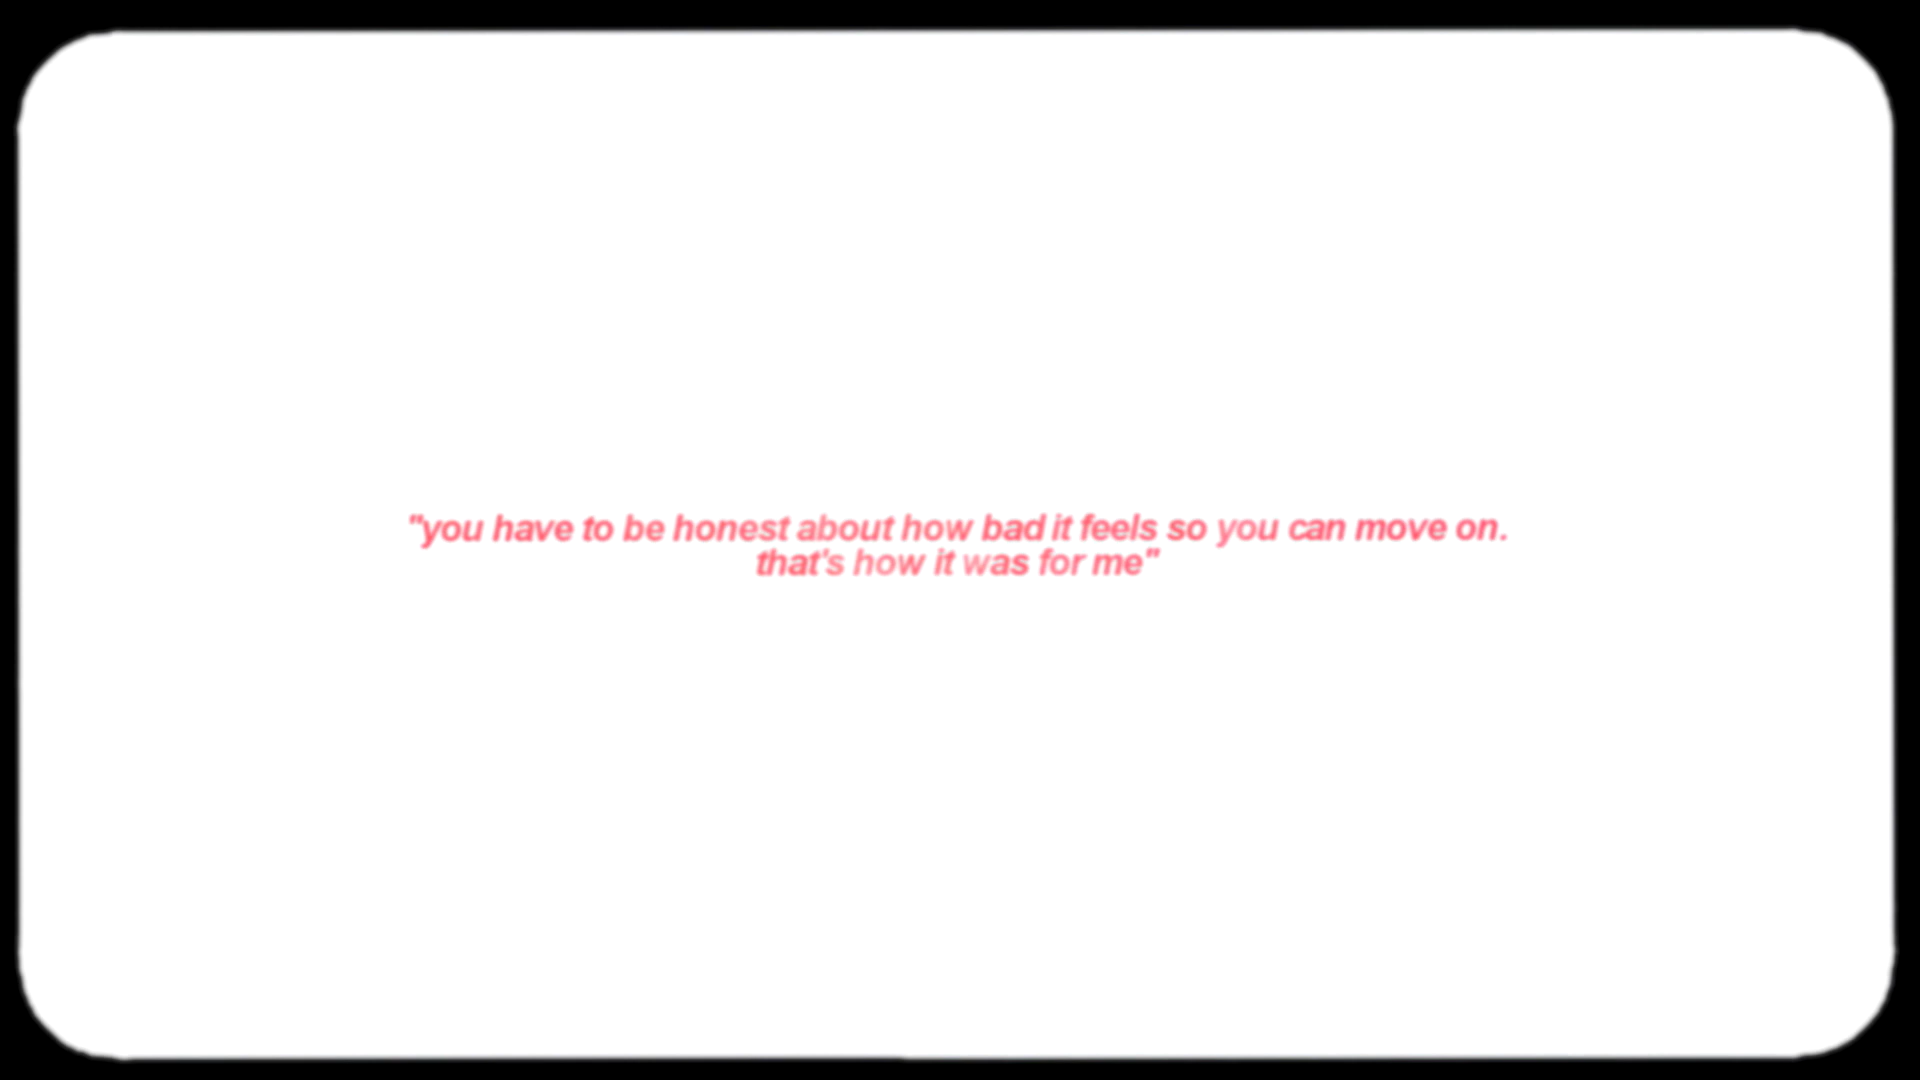 "you have to be honest about how bad it feels so you can move on.
that's how it was for me"